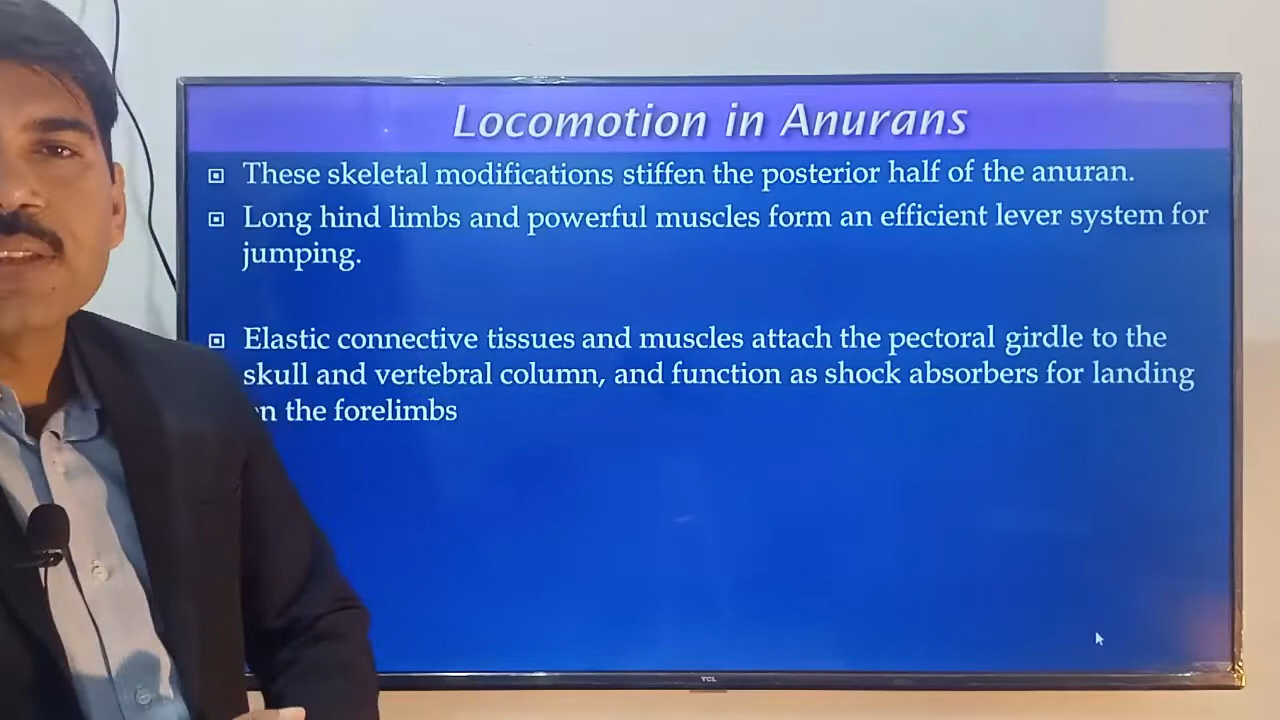 Locomotion in Anurans
These skeletal modifications stiffen the posterior half of the anuran.
Long hind limbs and powerful muscles form an efficient lever system for
jumping.
Elastic connective tissues and muscles attach the pectoral girdle to the
skull and vertebral column, and function as shock absorbers for landing
the forelimbs
TCL